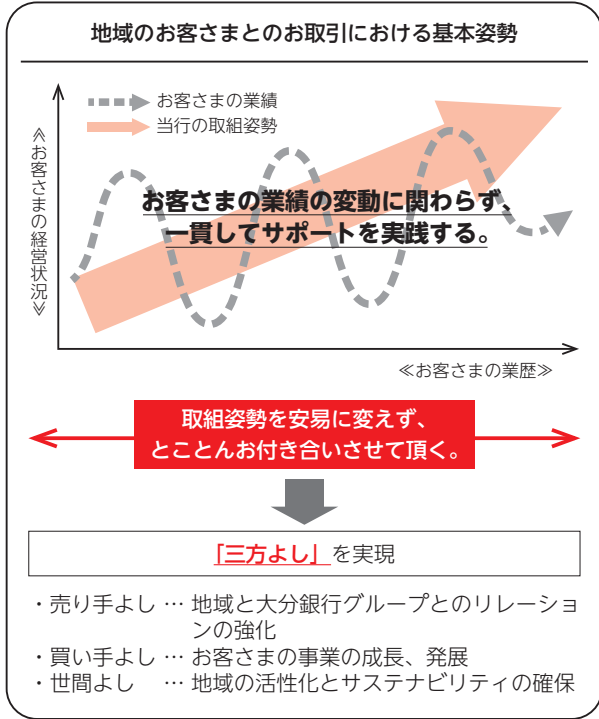 地域のお客さまとのお取引における基本姿勢
お客さまの業績
当行の取組姿勢
≪お客さまの経営状況≫
お客さまの業績の変動に関わらず、
一貫してサポートを実践する。
≪お客さまの業歴≫
取組姿勢を安易に変えず、
とことんお付き合いさせて頂く。
「三方よし」を実現
・売り手よし … 地域と大分銀行グループとのリレーショ
ンの強化
・買い手よし … お客さまの事業の成長、発展
・世間よし … 地域の活性化とサステナビリティの確保